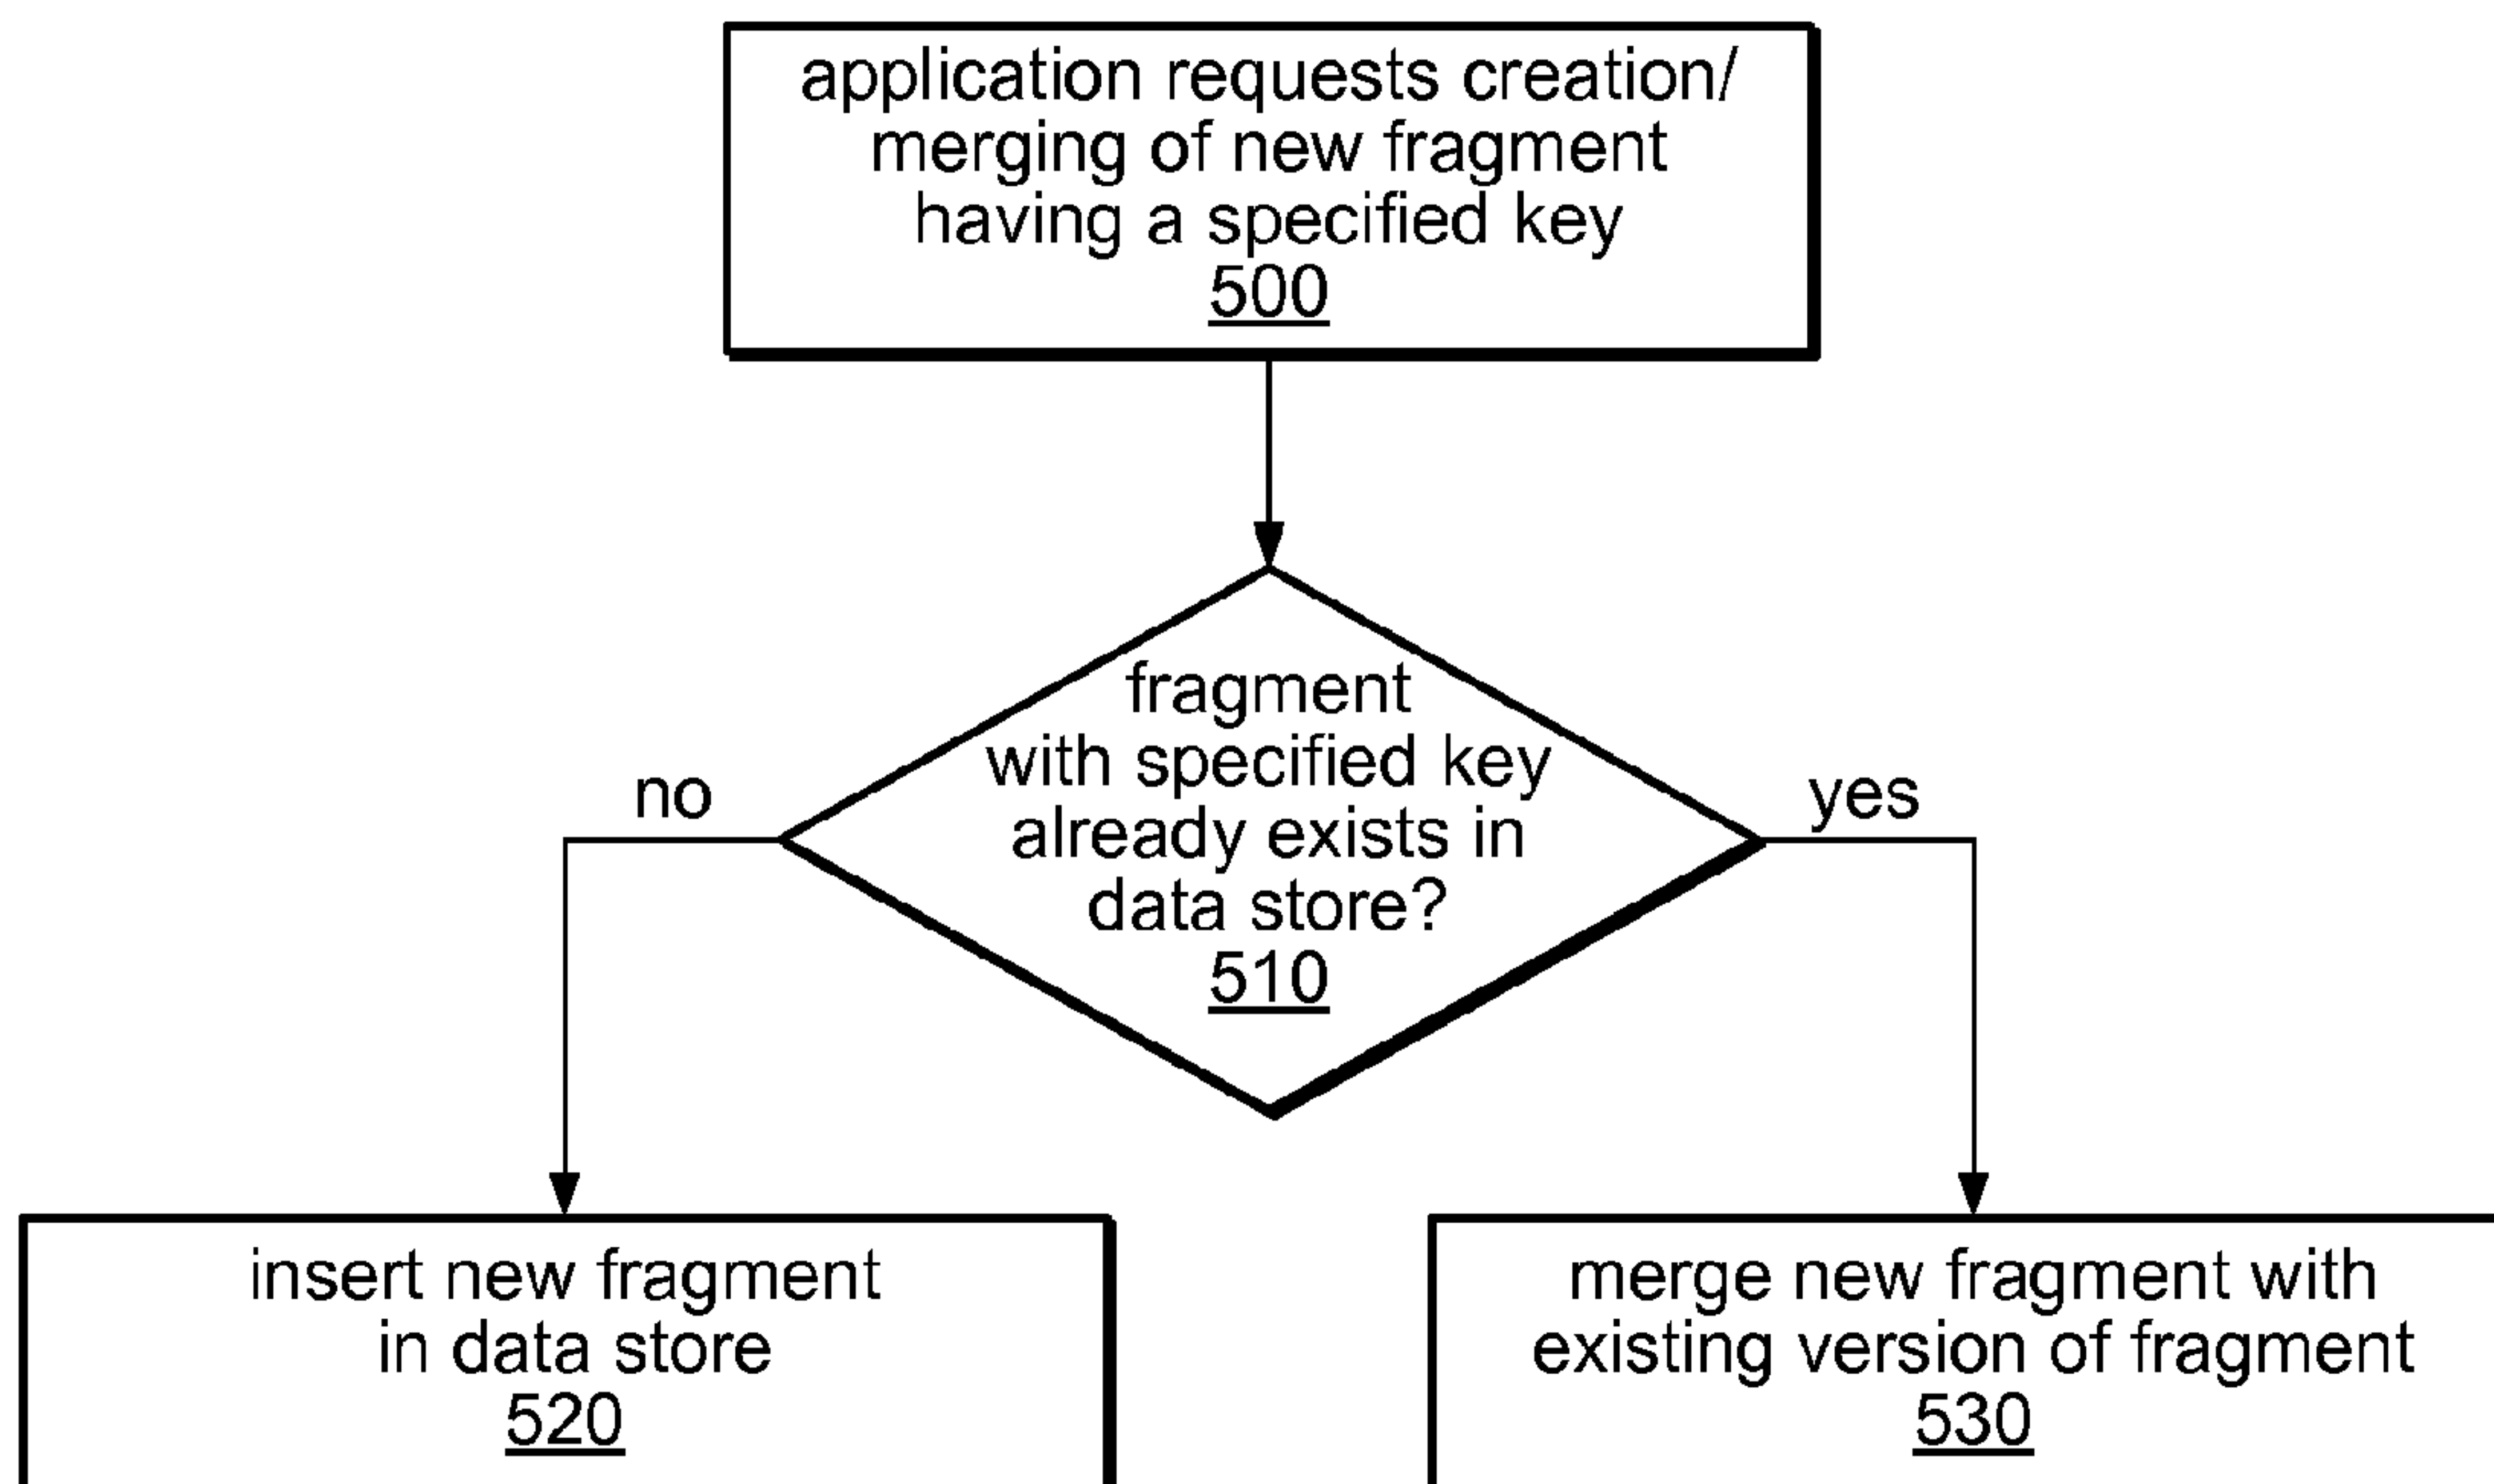 application requests creation/
merging of new fragment
having a specified key
500
fragment
with specified key
already exists in
data store?
510
no
yes
insert new fragment
in data store
520
merge new fragment with
existing version of fragment
530